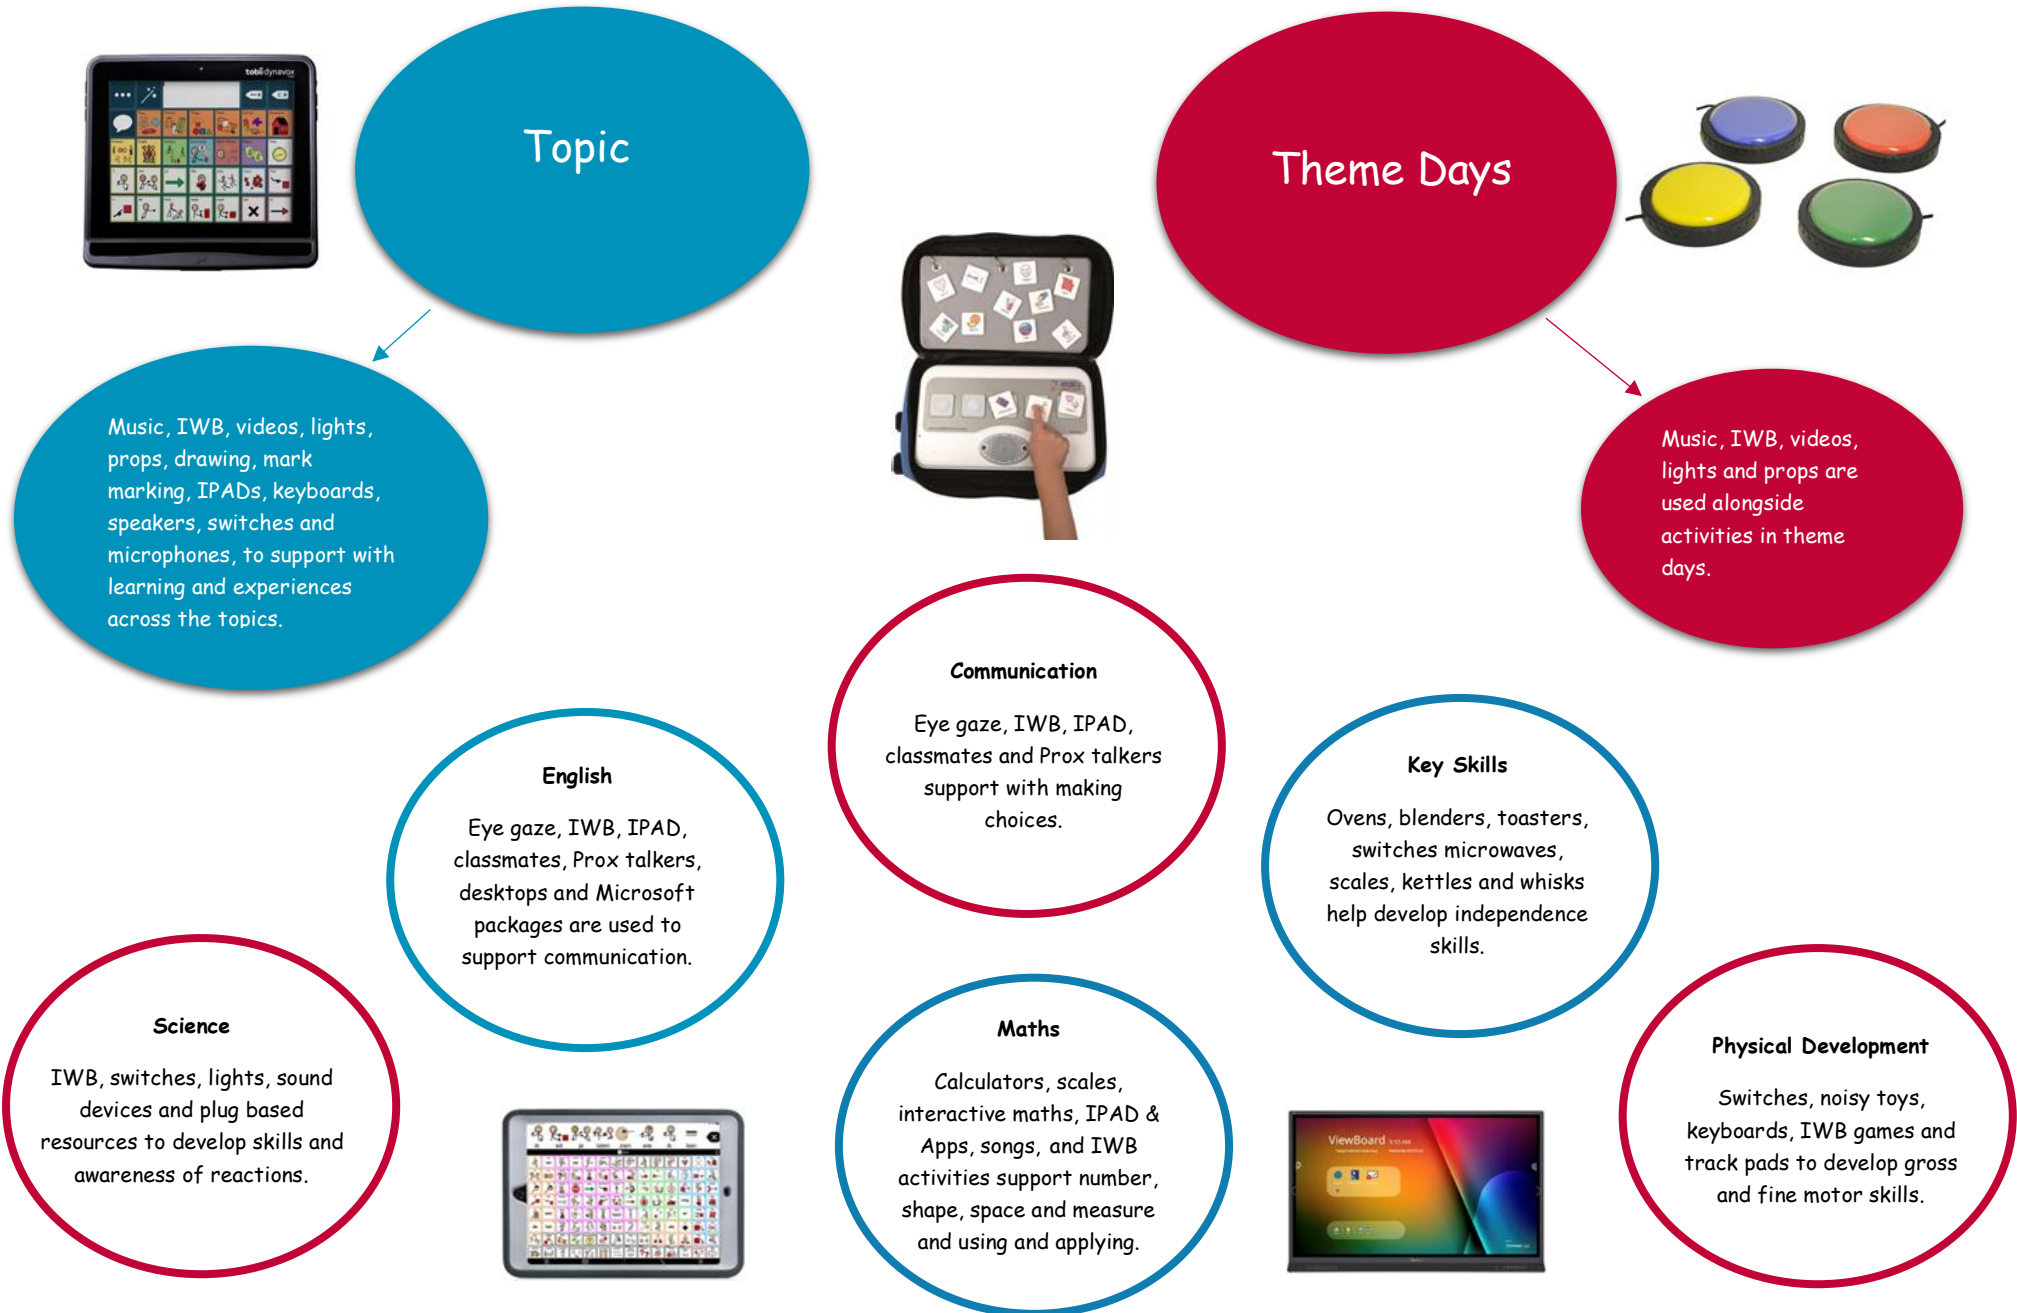 tobii dynavox
Topic
Theme Days
Music, IWB, videos, lights,
props, drawing, mark
marking, IPADs, keyboards,
speakers, switches and
microphones, to support with
learning and experiences
across the topics.
Music, IWB, videos,
lights and props are
used alongside
activities in theme
days.
Communication
Eye gaze, IWB, IPAD,
classmates and Prox talkers
support with making
choices.
English
Eye gaze, IWB, IPAD,
classmates, Prox talkers,
desktops and Microsoft
packages are used to
support communication.
Key Skills
Ovens, blenders, toasters,
switches microwaves,
scales, kettles and whisks
help develop independence
skills.
Science
IWB, switches, lights, sound
devices and plug based
resources to develop skills and
awareness of reactions.
Maths
Calculators, scales,
interactive maths, IPAD &
Apps, songs, and IWB
activities support number,
shape, space and measure
and using and applying.
Physical Development
Switches, noisy toys,
keyboards, IWB games and
track pads to develop gross
and fine motor skills.
ViewBoard